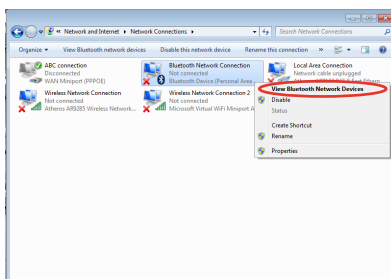 « Network and Internet ▸ Network Connections ▸
Search Network Connections
Organize ▾ View Bluetooth network devices Disable this network device Rename this connection »
ABC connection
Disconnected
WAN Miniport (PPPOE)
Bluetooth Network Connection
Not connected
Bluetooth Device (Personal Area
Local Area Connection
Network cable unplugged
Wireless Network Connection
Not connected
Atheros AR9285 Wireless Network...
Wireless Network Connection 2
Not connected
Microsoft Virtual WiFi Miniport A
View Bluetooth Network Devices
Disable
Status
Create Shortcut
Rename
Properties